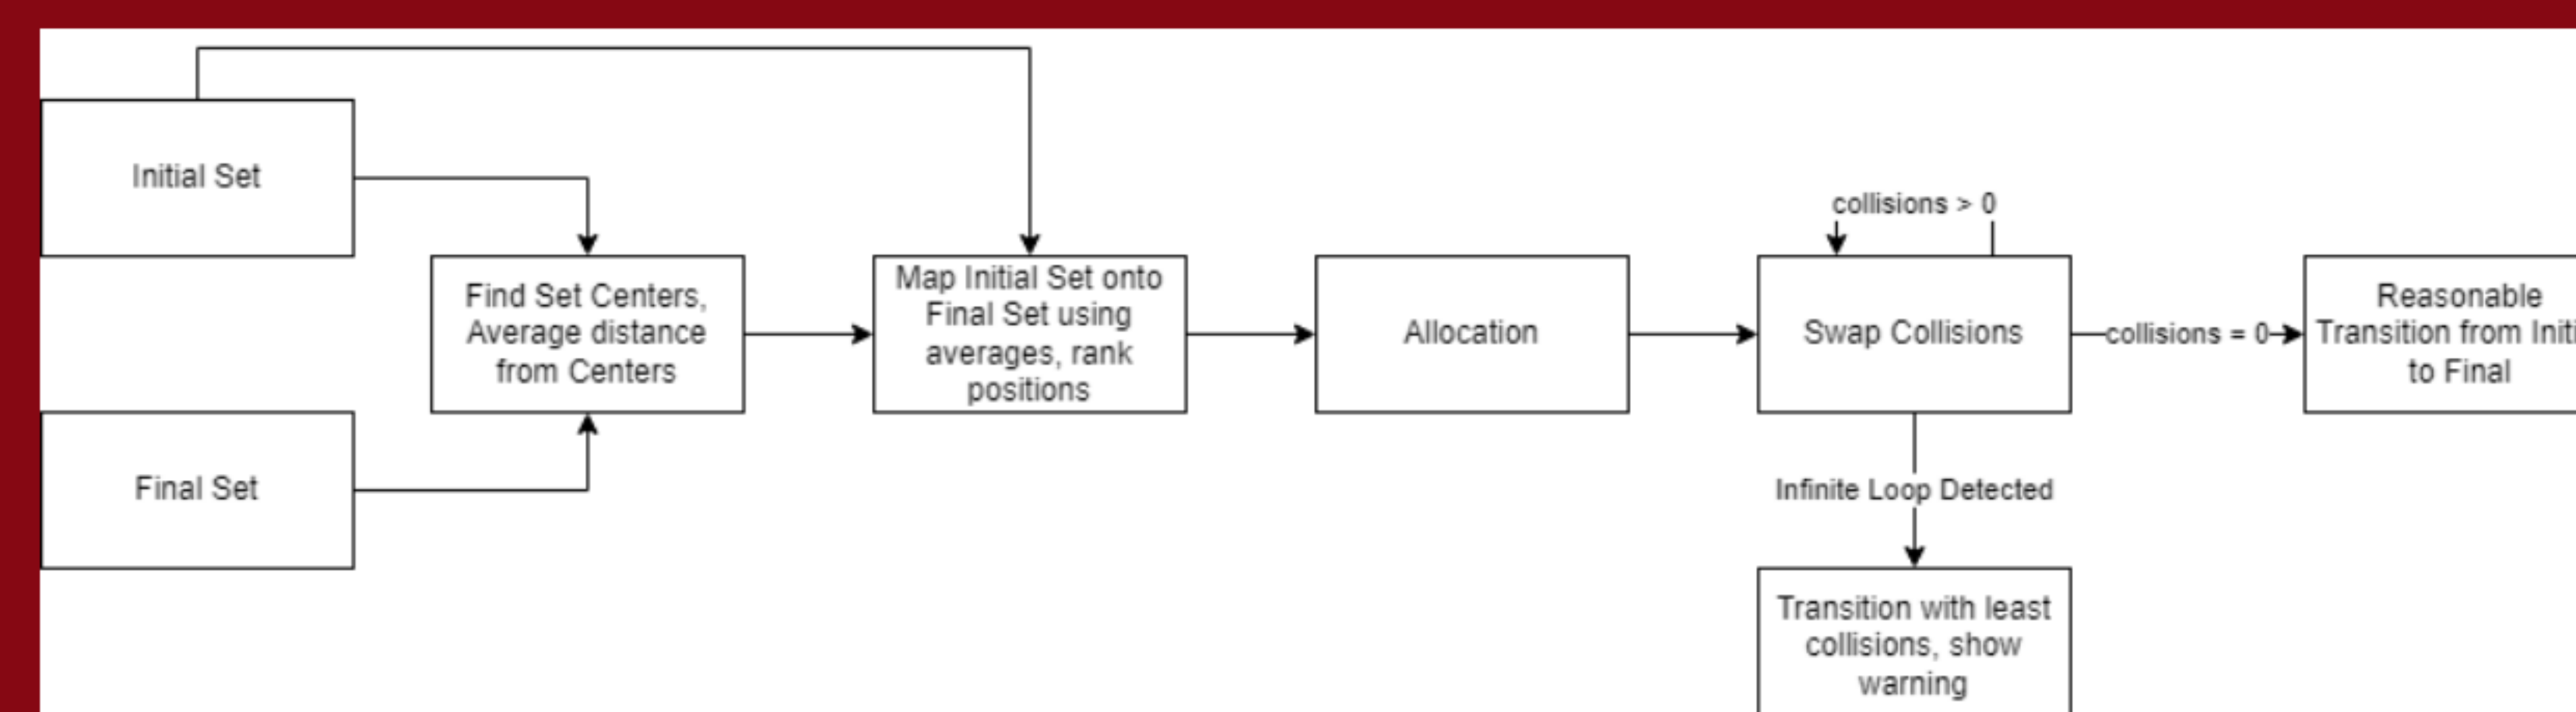 Initial Set
Final Set
Find Set Centers,
Average distance
from Centers
Map Initial Set onto
Final Set using
averages, rank
positions
Allocation
collisions > 0
Swap Collisions
collisions = 0
Infinite Loop Detected
Transition with least
collisions, show
warning
Reasonable
Transition from
to Final